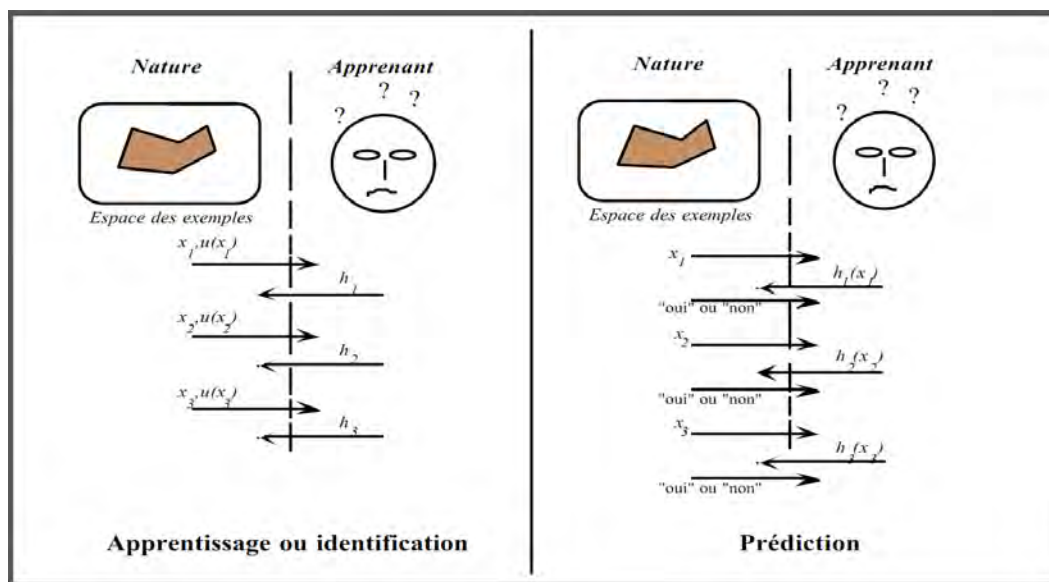 Nature
Apprenant
? ? ?
Espace des exemples
x1,u(x1)
h1
x2,u(x2)
h2
x3,u(x3)
h3
Apprentissage ou identification
Nature
Apprenant
? ? ?
Espace des exemples
x1
h1(x1)
"oui" ou "non"
x2
h2(x2)
"oui" ou "non"
x3
h3(x3)
"oui" ou "non"
Prédiction